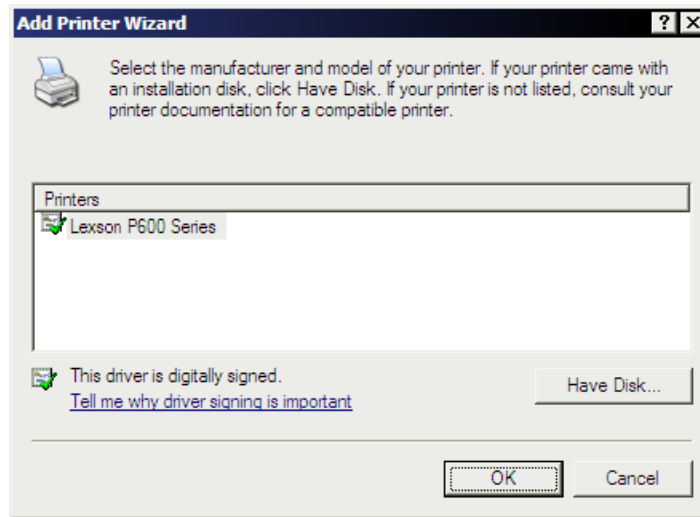 Add Printer Wizard
Select the manufacturer and model of your printer. If your printer came with
an installation disk, click Have Disk. If your printer is not listed, consult your
printer documentation for a compatible printer.
Printers
Lexson P600 Series
This driver is digitally signed.
Have Disk...
Tell me why driver signing is important
OK
Cancel